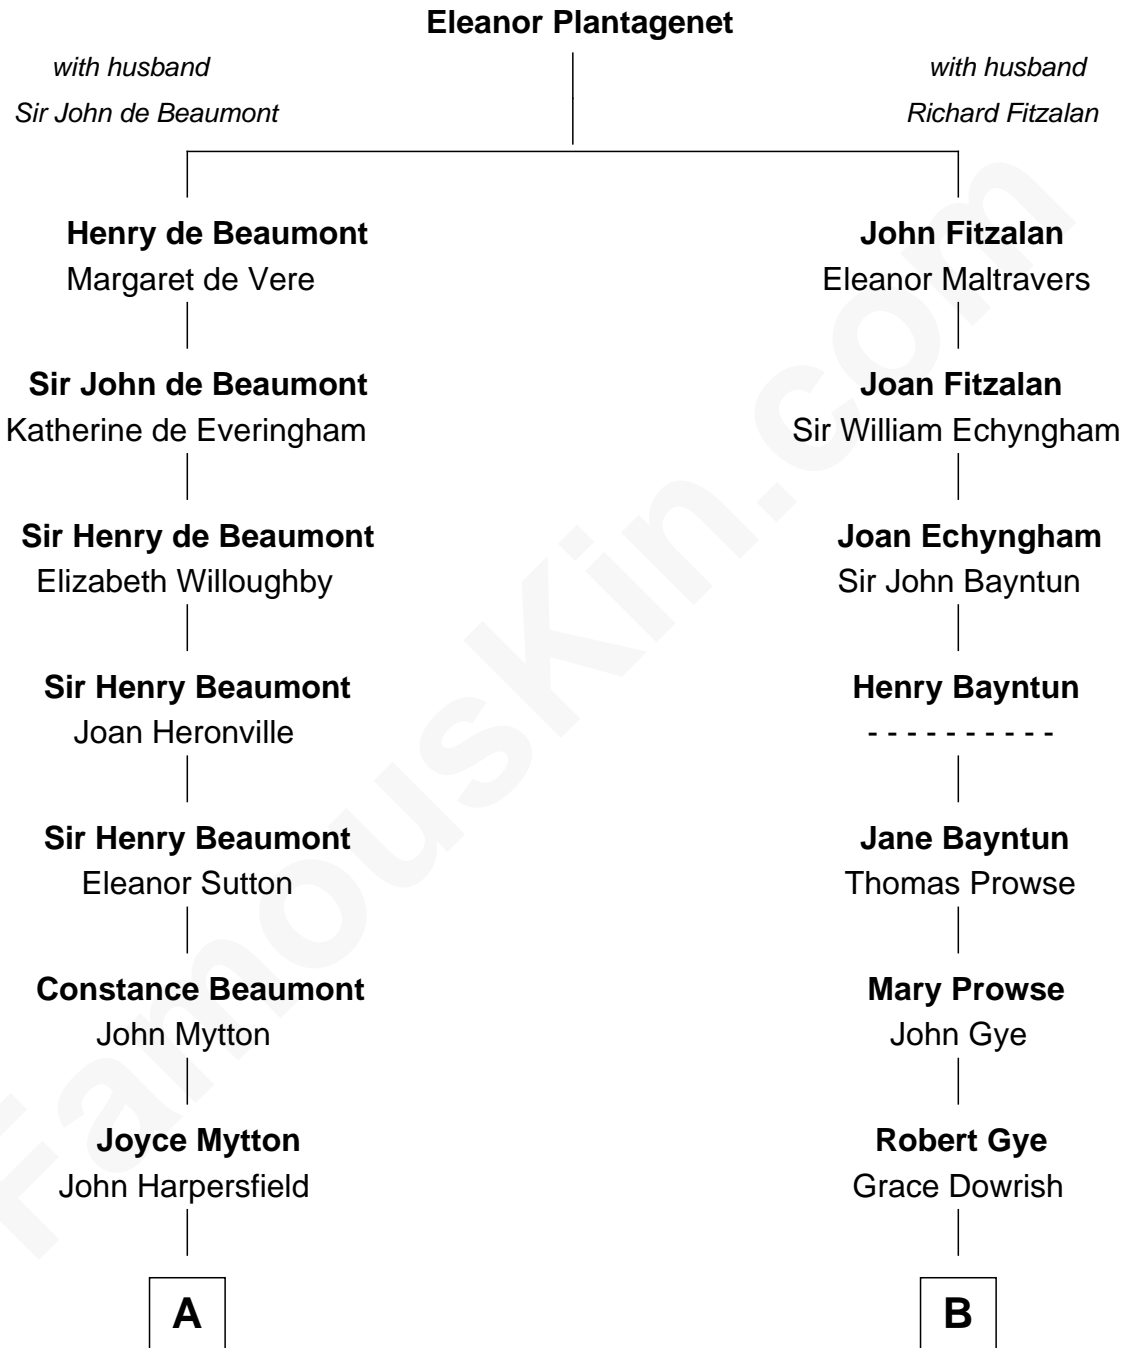 Eleanor Plantagenet
with husband
Sir John de Beaumont
with husband
Richard Fitzalan
Henry de Beaumont
Margaret de Vere
John Fitzalan
Eleanor Maltravers
Sir John de Beaumont
Katherine de Everingham
Joan Fitzalan
Sir William Echyngham
Sir Henry de Beaumont
Elizabeth Willoughby
Joan Echyngham
Sir John Bayntun
Sir Henry Beaumont
Joan Heronville
Henry Bayntun
- - - - - - - - - -
Sir Henry Beaumont
Eleanor Sutton
Jane Bayntun
Thomas Prowse
Constance Beaumont
John Mytton
Mary Prowse
John Gye
Joyce Mytton
John Harpersfield
Robert Gye
Grace Dowrish
A
B
FamousKin.com